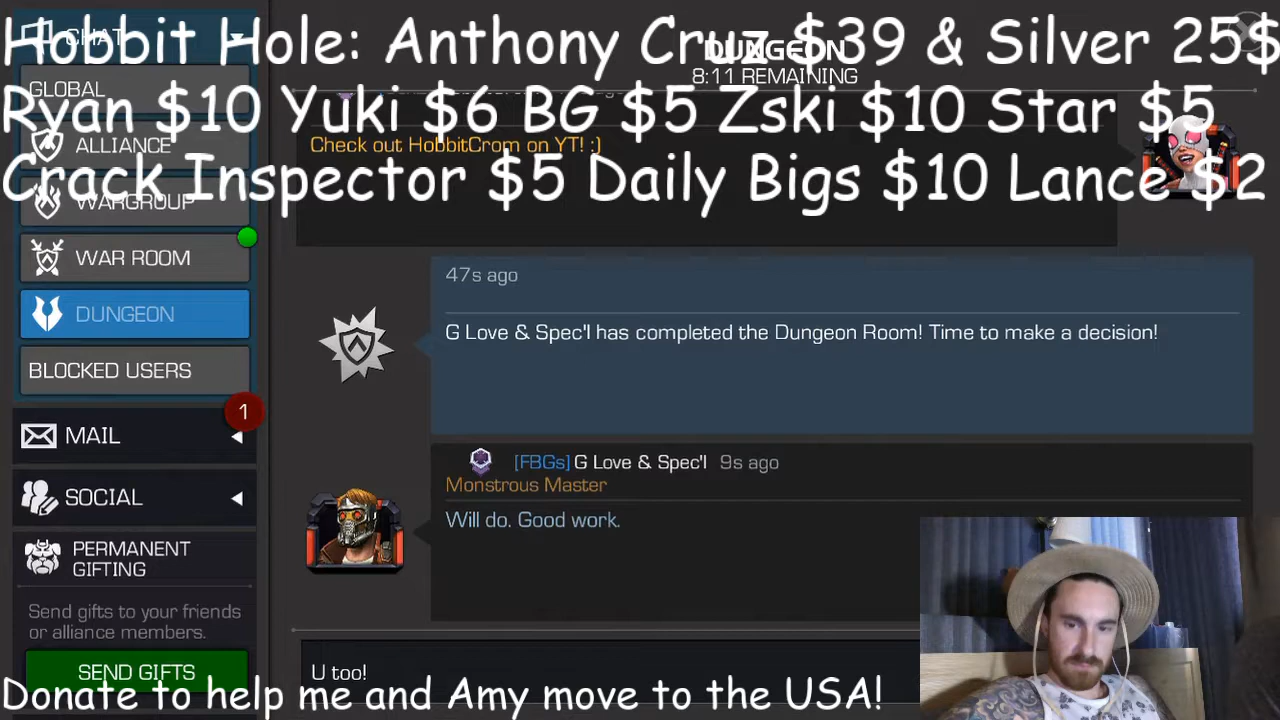 Hobbit Hole: Anthony Cruz $39 & Silver 25$
Ryan $10 Yuki $6 BG $5 Zski $10 Star $5
Crack Inspector $5 Daily Bigs $10 Lance $2
CHAT
DUNGEON
8:11 REMAINING
GLOBAL
ALLIANCE
WARGROUP
WAR ROOM
DUNGEON
BLOCKED USERS
1
MAIL
SOCIAL
PERMANENT
GIFTING
Send gifts to your friends
or alliance members.
SEND GIFTS
Check out HobbitCrom on YT! :)
47s ago
G Love & Spec'l has completed the Dungeon Room! Time to make a decision!
[FBGs] G Love & Spec'l 9s ago
Monstrous Master
Will do. Good work.
U too!
Donate to help me and Amy move to the USA!